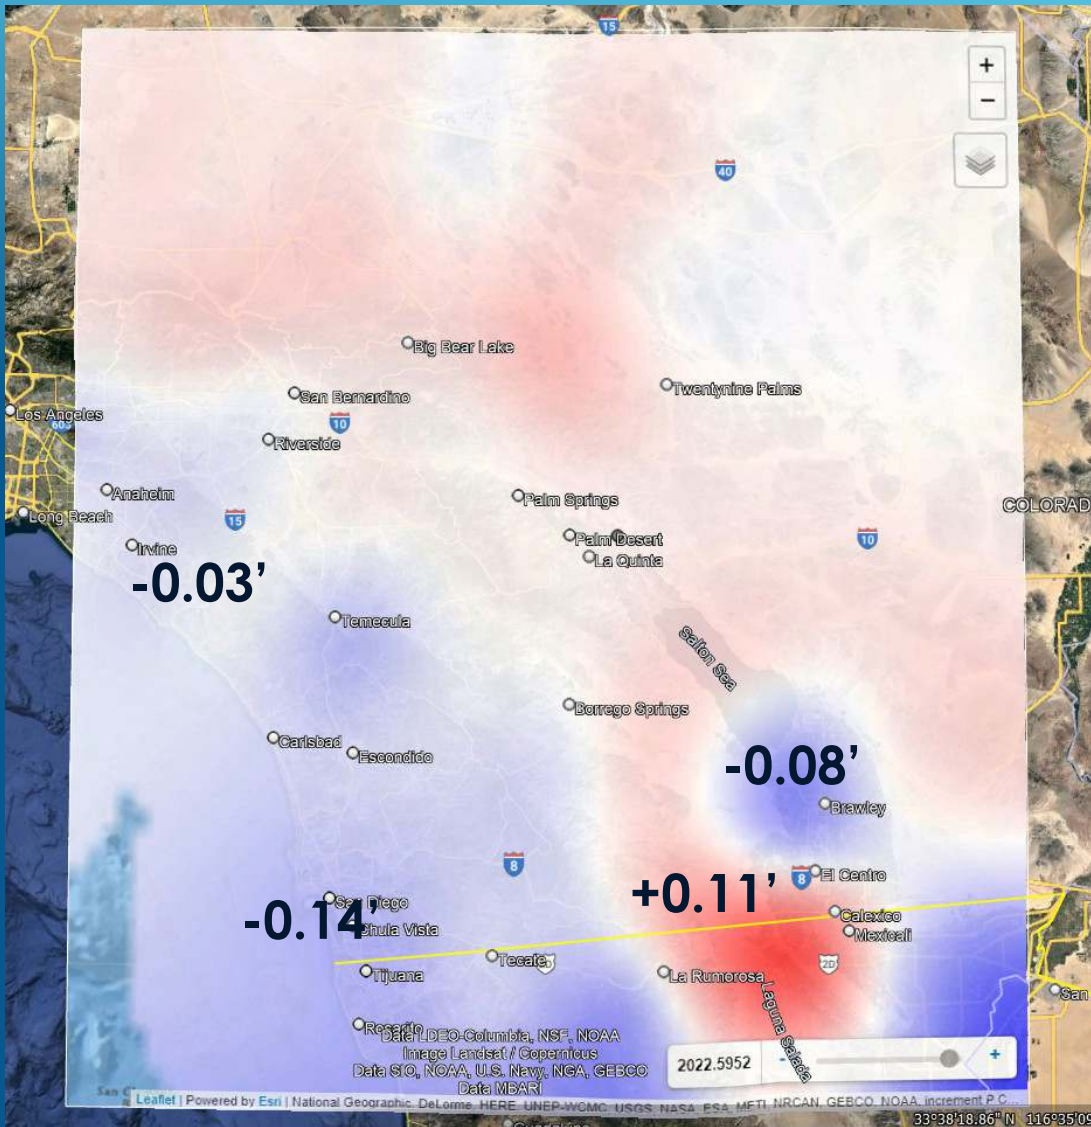 15
+
−
40
Big Bear Lake
San Bernardino
Twentynine Palms
Los Angeles
10
Riverside
Anaheim
Palm Springs
Long Beach
15
COLORAD
Irvine
Palm Desert
10
La Quinta
-0.03'
Temecula
Salton Sea
Borrego Springs
Carlsbad
Escondido
-0.08'
Brawley
8
8
El Centro
+0.11'
San Diego
-0.14'
Calexico
Chula Vista
Mexicali
Tecate
2D
Tijuana
La Rumorosa
San
Laguna Salada
Rosarito
Data LDEO-Columbia, NSF, NOAA
Image Landsat / Copernicus
Data SIO, NOAA, U.S. Navy, NGA, GEBCO
Data MBARI
2022.5952
-
+
Leaflet | Powered by Esri | National Geographic, DeLorme, HERE, UNEP-WCMC, USGS, NASA, ESA, METI, NRCAN, GEBCO, NOAA, increment P C...
33°38'18.86" N 116°35'09